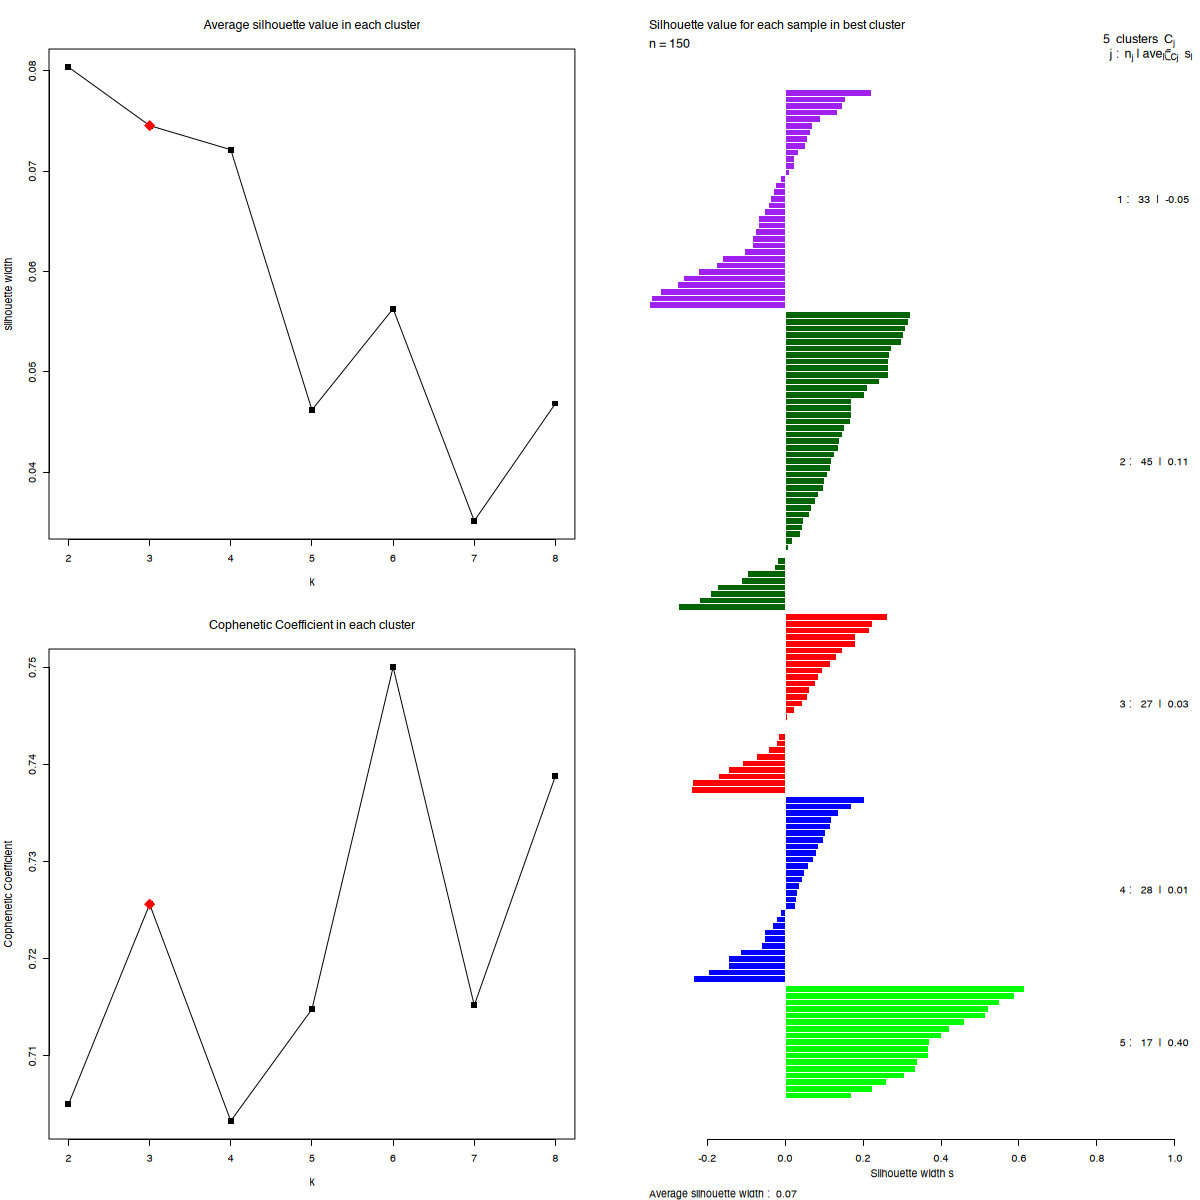 Average silhouette value in each cluster
silhouette width
0.08
0.07
0.06
0.05
0.04
2 3 4 5 6 7 8
k
Cophenetic Coefficient in each cluster
Cophenetic Coefficient
0.75
0.74
0.73
0.72
0.71
2 3 4 5 6 7 8
k
Silhouette value for each sample in best cluster
n = 150
5 clusters Cj
j : nj | avei∈Cj si
1 : 33 | -0.05
2 : 45 | 0.11
3 : 27 | 0.03
4 : 28 | 0.01
5 : 17 | 0.40
-0.2 0.0 0.2 0.4 0.6 0.8 1.0
Silhouette width s
Average silhouette width : 0.07